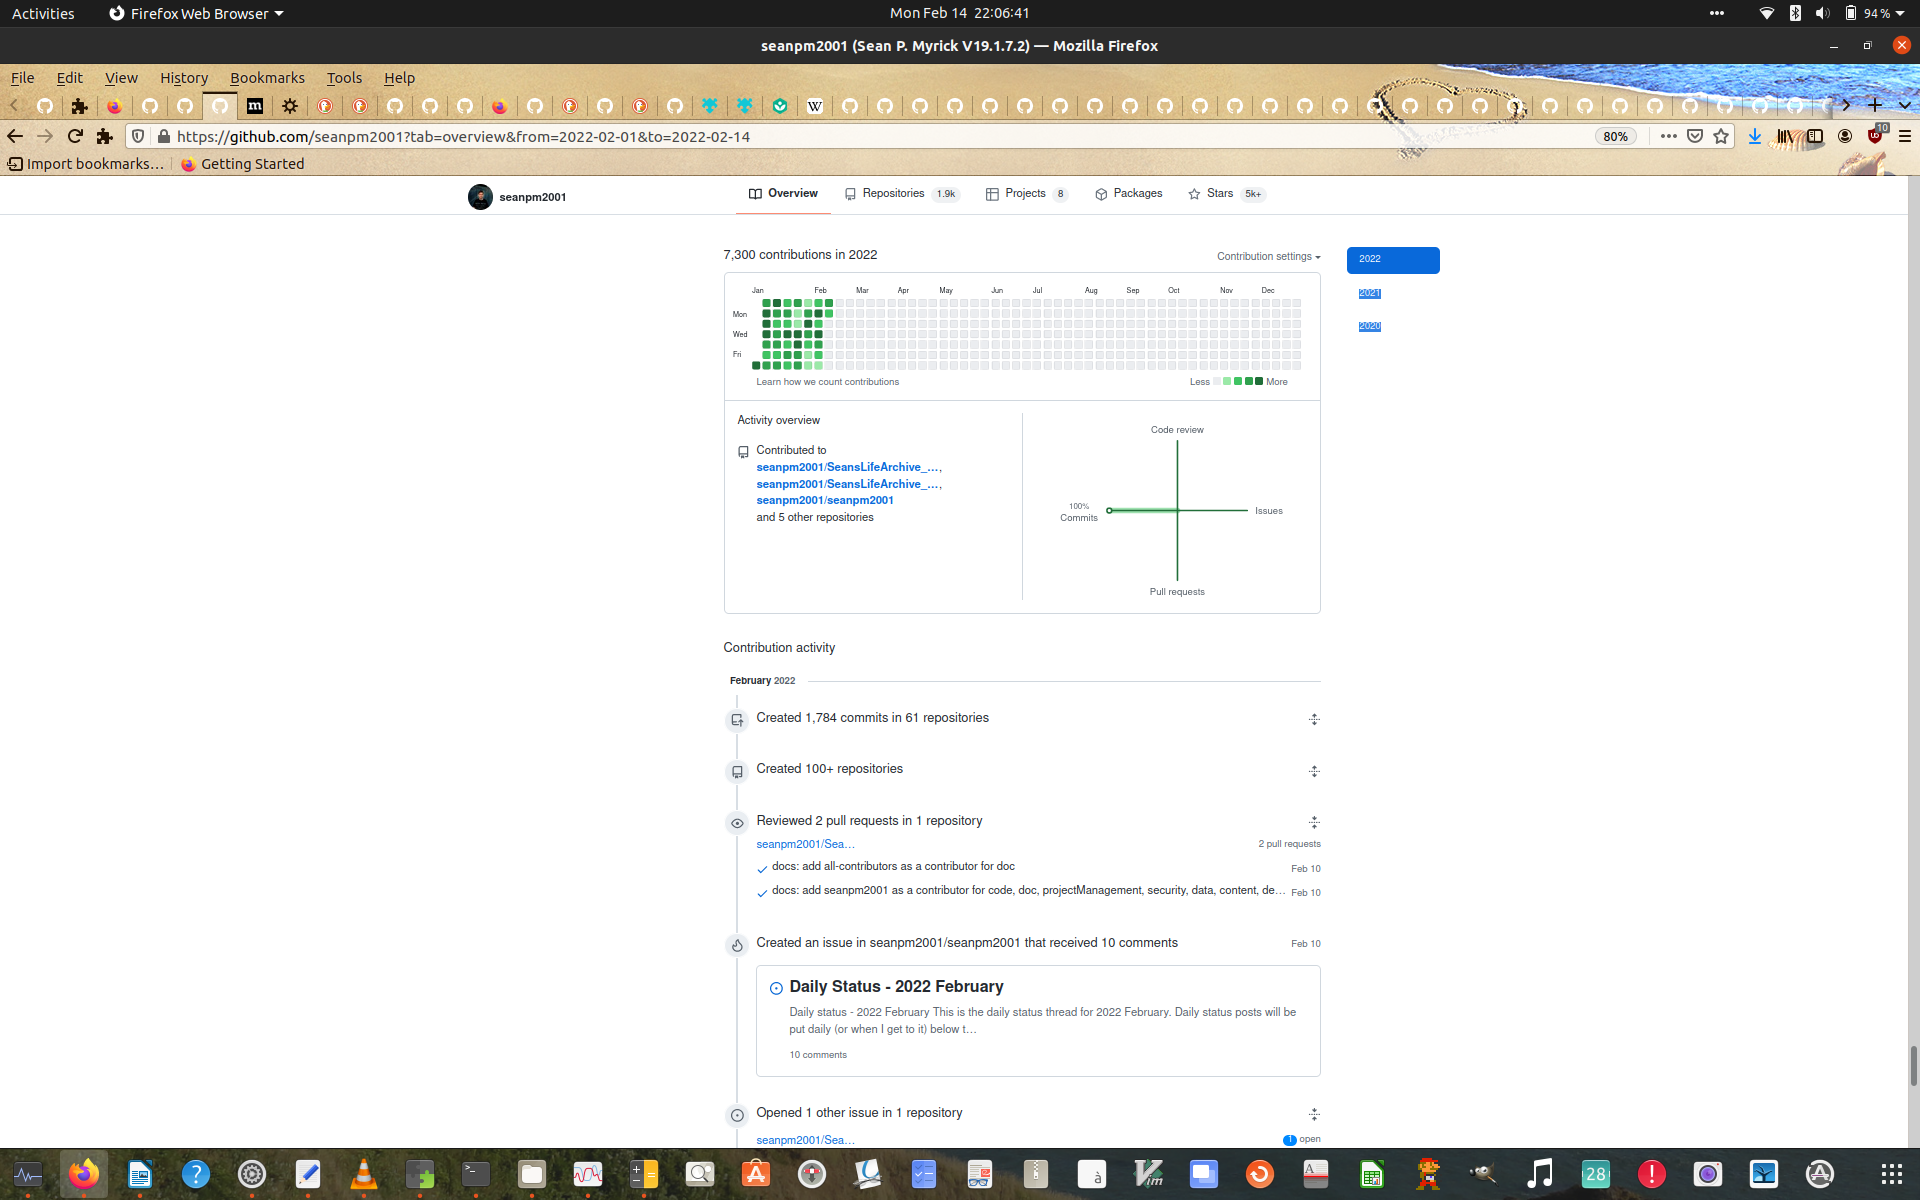 Activities
Firefox Web Browser
Mon Feb 14 22:06:41
94 %
seanpm2001 (Sean P. Myrick V19.1.7.2) — Mozilla Firefox
File Edit View History Bookmarks Tools Help
https://github.com/seanpm2001?tab=overview&from=2022-02-01&to=2022-02-14
80%
10
Import bookmarks…
Getting Started
seanpm2001
Overview
Repositories 1.9k
Projects 8
Packages
Stars 5k+
7,300 contributions in 2022
Contribution settings
2022
2021
2020
Jan Feb Mar Apr May Jun Jul Aug Sep Oct Nov Dec
Mon
Wed
Fri
Learn how we count contributions
Less
More
Activity overview
Contributed to
seanpm2001/SeansLifeArchive_…,
seanpm2001/SeansLifeArchive_…,
seanpm2001/seanpm2001
and 5 other repositories
Code review
100%
Commits
Issues
Pull requests
Contribution activity
February 2022
Created 1,784 commits in 61 repositories
Created 100+ repositories
Reviewed 2 pull requests in 1 repository
seanpm2001/Sea…
2 pull requests
docs: add all-contributors as a contributor for doc
Feb 10
docs: add seanpm2001 as a contributor for code, doc, projectManagement, security, data, content, de…
Feb 10
Created an issue in seanpm2001/seanpm2001 that received 10 comments
Feb 10
Daily Status - 2022 February
Daily status - 2022 February This is the daily status thread for 2022 February. Daily status posts will be
put daily (or when I get to it) below t…
10 comments
Opened 1 other issue in 1 repository
seanpm2001/Sea…
1 open
28